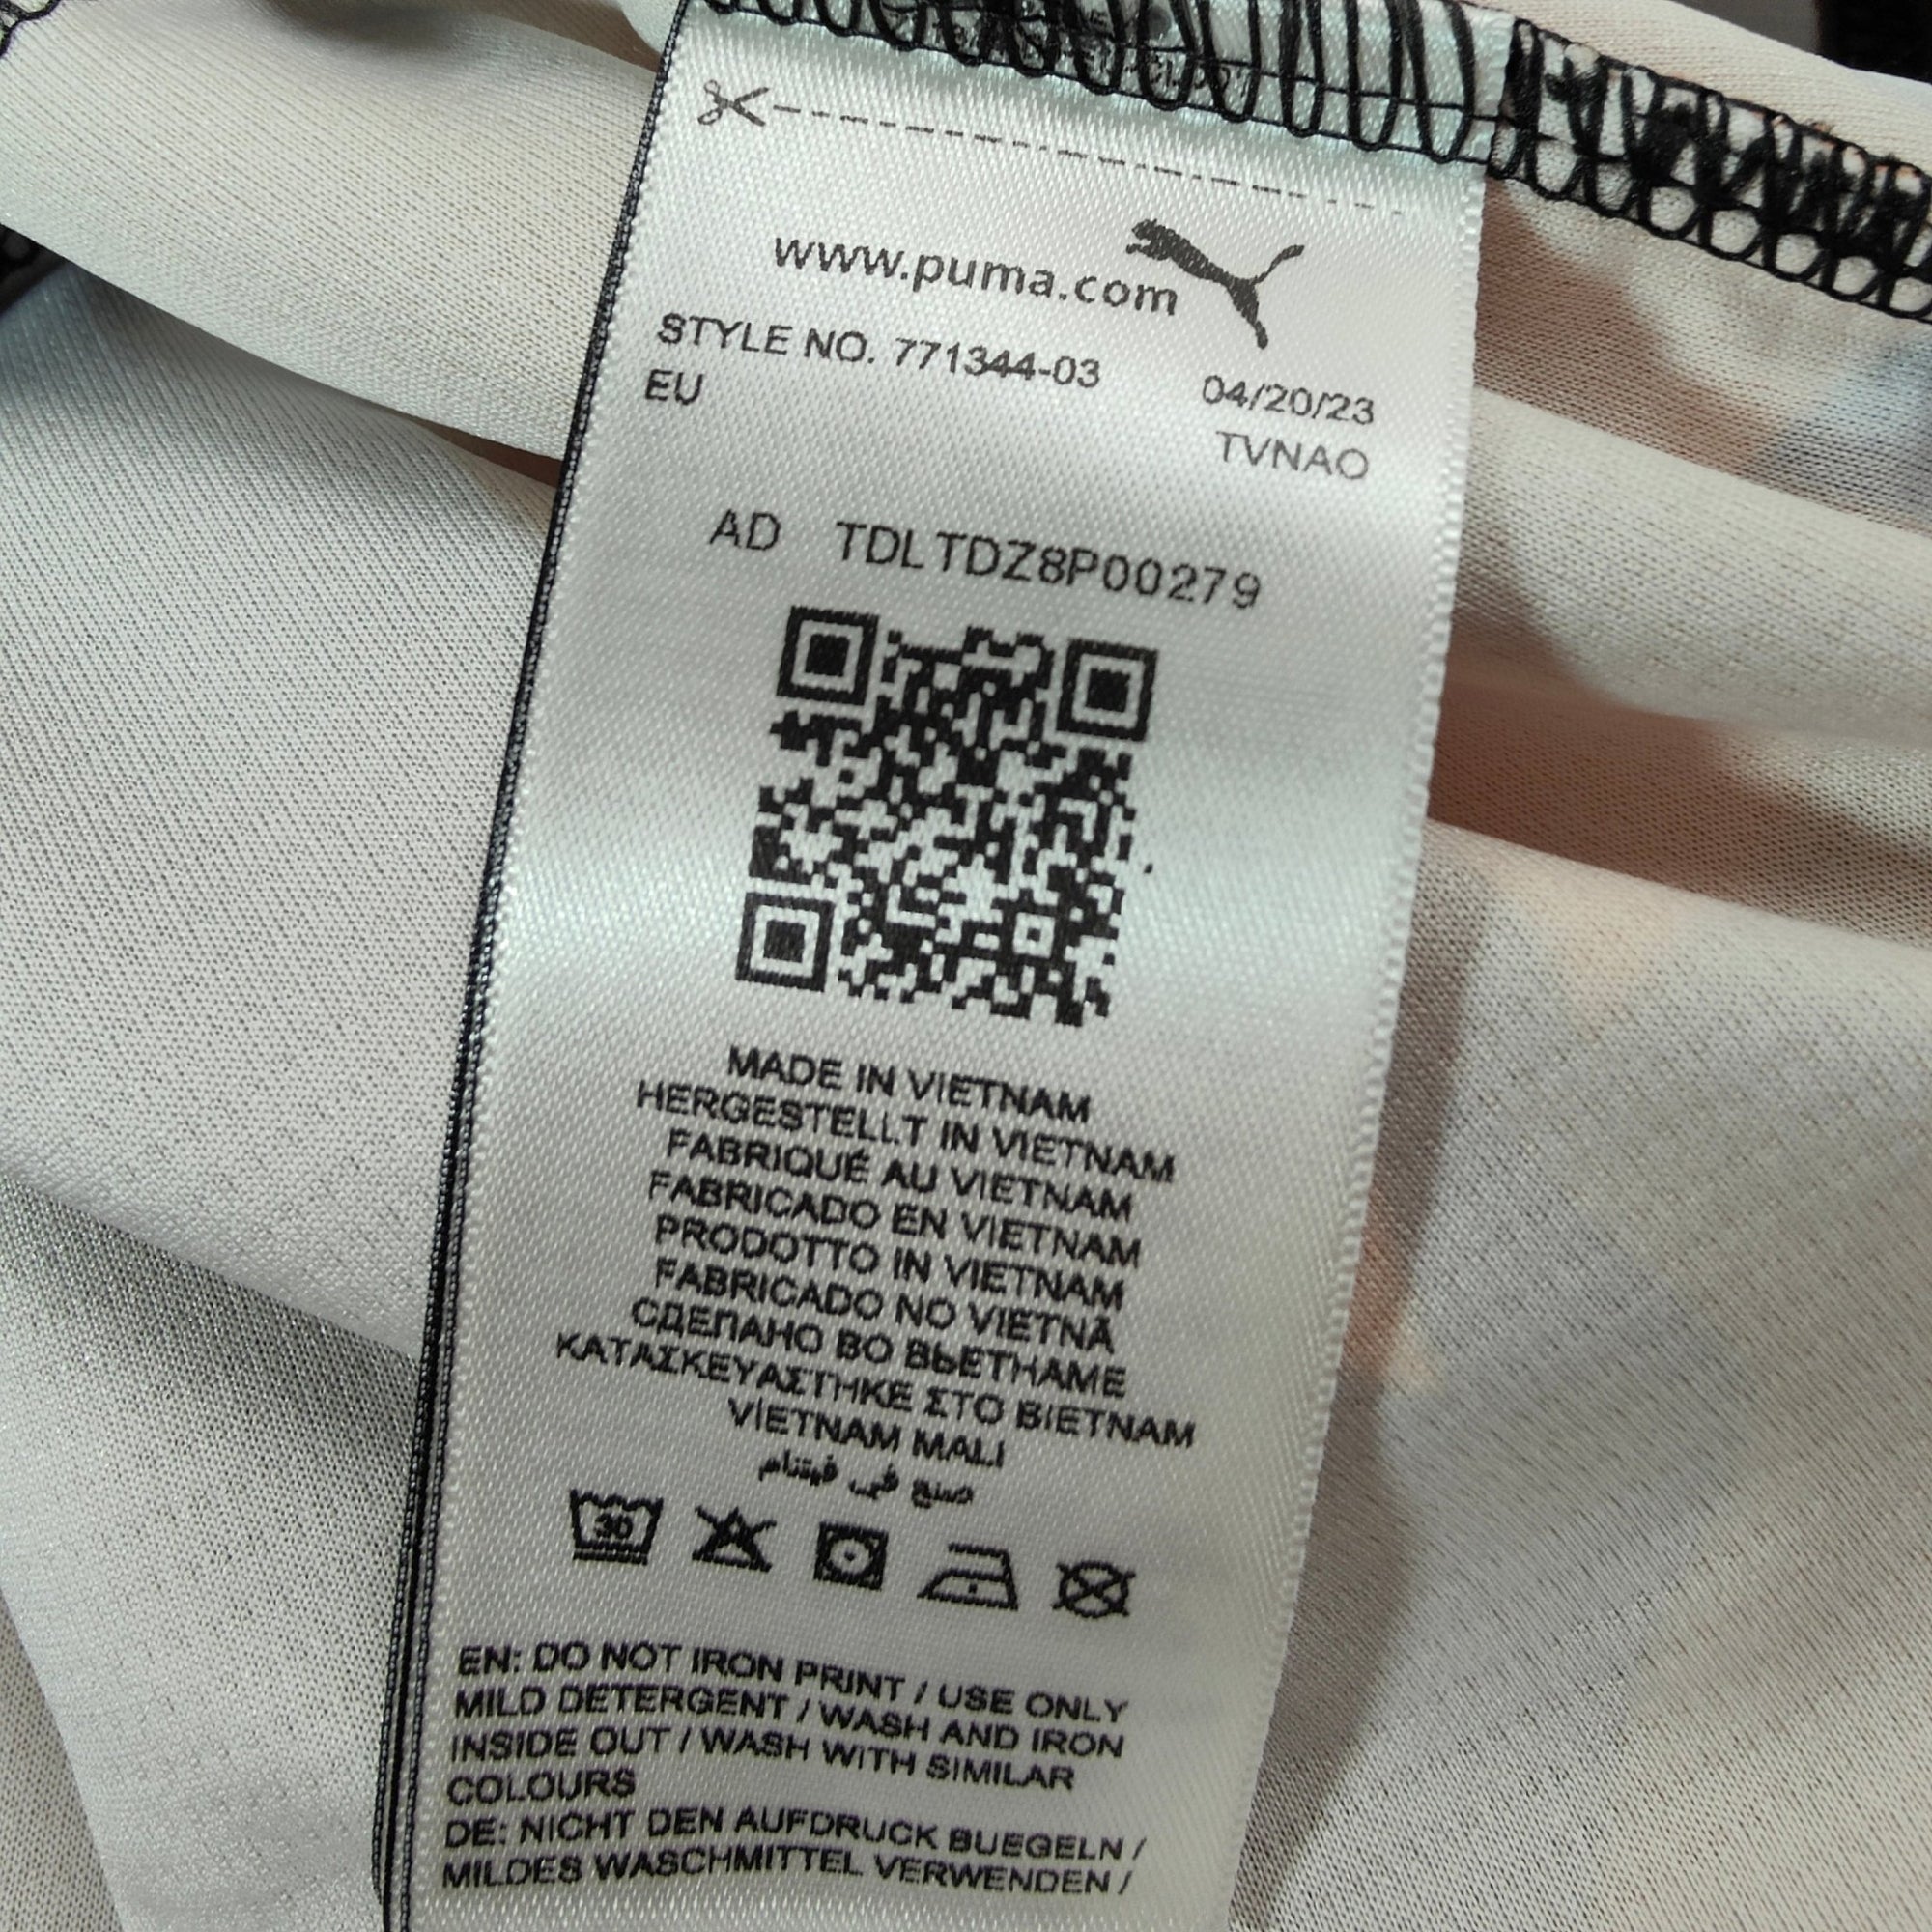 www.puma.com
STYLE NO. 771344-03 04/20/23
EU TVNAO
AD TDLTDZ8P00279
MADE IN VIETNAM
HERGESTELLT IN VIETNAM
FABRIQUÉ AU VIETNAM
FABRICADO EN VIETNAM
PRODOTTO IN VIETNAM
FABRICADO NO VIETNÃ
СДЕЛАНО ВО ВЬЕТНАМЕ
ΚΑΤΑΣΚΕΥΑΣΤΗΚΕ ΣΤΟ ΒΙΕΤΝΑΜ
VIETNAM MALI
صنع في فيتنام
30
EN: DO NOT IRON PRINT / USE ONLY
MILD DETERGENT / WASH AND IRON
INSIDE OUT / WASH WITH SIMILAR
COLOURS
DE: NICHT DEN AUFDRUCK BUEGELN /
MILDES WASCHMITTEL VERWENDEN /